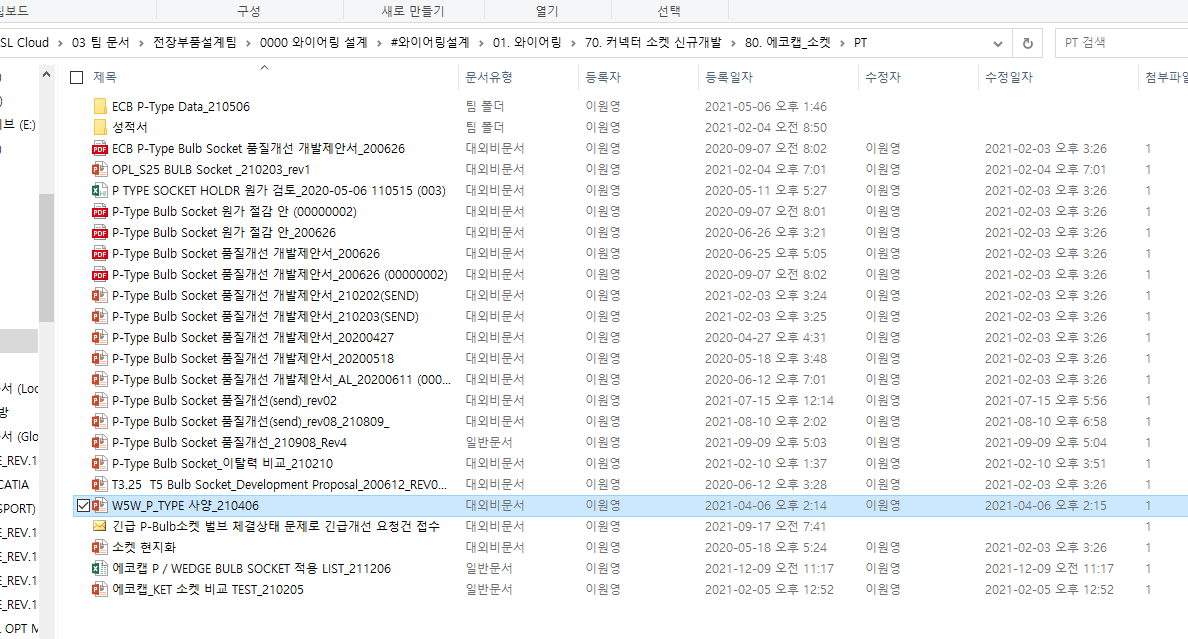 구성 새로 만들기 열기 선택
SL Cloud > 03 팀 문서 > 전장부품설계팀 > 0000 와이어링 설계 > #와이어링설계 > 01. 와이어링 > 70. 커넥터 소켓 신규개발 > 80. 에코캡_소켓 > PT PT 검색
제목 문서유형 등록자 등록일자 수정자 수정일자 첨부파일
ECB P-Type Data_210506 팀 폴더 이원영 2021-05-06 오후 1:46
성적서 팀 폴더 이원영 2021-02-04 오전 8:50
ECB P-Type Bulb Socket 품질개선 개발제안서_200626 대외비문서 이원영 2020-09-07 오전 8:02 이원영 2021-02-03 오후 3:26 1
OPL_S25 BULB Socket _210203_rev1 대외비문서 이원영 2021-02-04 오후 7:01 이원영 2021-02-04 오후 7:01 1
P TYPE SOCKET HOLDR 원가 검토_2020-05-06 110515 (003) 대외비문서 이원영 2020-05-11 오후 5:27 이원영 2021-02-03 오후 3:26 1
P-Type Bulb Socket 원가 절감 안 (00000002) 대외비문서 이원영 2020-09-07 오전 8:01 이원영 2021-02-03 오후 3:26 1
P-Type Bulb Socket 원가 절감 안_200626 대외비문서 이원영 2020-06-26 오후 3:21 이원영 2021-02-03 오후 3:26 1
P-Type Bulb Socket 품질개선 개발제안서_200626 대외비문서 이원영 2020-06-25 오후 5:05 이원영 2021-02-03 오후 3:26 1
P-Type Bulb Socket 품질개선 개발제안서_200626 (00000002) 대외비문서 이원영 2020-09-07 오전 8:02 이원영 2021-02-03 오후 3:26 1
P-Type Bulb Socket 품질개선 개발제안서_210202(SEND) 대외비문서 이원영 2021-02-03 오후 3:24 이원영 2021-02-03 오후 3:26 1
P-Type Bulb Socket 품질개선 개발제안서_210203(SEND) 대외비문서 이원영 2021-02-03 오후 3:25 이원영 2021-02-03 오후 3:26 1
P-Type Bulb Socket 품질개선 개발제안서_20200427 대외비문서 이원영 2020-04-27 오후 4:31 이원영 2021-02-03 오후 3:26 1
P-Type Bulb Socket 품질개선 개발제안서_20200518 대외비문서 이원영 2020-05-18 오후 3:48 이원영 2021-02-03 오후 3:26 1
P-Type Bulb Socket 품질개선 개발제안서_AL_20200611 (000... 대외비문서 이원영 2020-06-12 오후 7:01 이원영 2021-02-03 오후 3:26 1
P-Type Bulb Socket 품질개선(send)_rev02 대외비문서 이원영 2021-07-15 오후 12:14 이원영 2021-07-15 오후 5:56 1
P-Type Bulb Socket 품질개선(send)_rev08_210809_ 대외비문서 이원영 2021-08-10 오후 2:02 이원영 2021-08-10 오후 6:58 1
P-Type Bulb Socket 품질개선_210908_Rev4 일반문서 이원영 2021-09-09 오후 5:03 이원영 2021-09-09 오후 5:04 1
P-Type Bulb Socket_이탈력 비교_210210 대외비문서 이원영 2021-02-10 오후 1:37 이원영 2021-02-10 오후 3:51 1
T3.25 T5 Bulb Socket_Development Proposal_200612_REV0... 대외비문서 이원영 2020-06-12 오후 3:28 이원영 2021-02-03 오후 3:26 1
W5W_P_TYPE 사양_210406 대외비문서 이원영 2021-04-06 오후 2:14 이원영 2021-04-06 오후 2:15 1
긴급 P-Bulb소켓 벌브 체결상태 문제로 긴급개선 요청건 접수 대외비문서 이원영 2021-09-17 오전 7:41 1
소켓 현지화 대외비문서 이원영 2020-05-18 오후 5:24 이원영 2021-02-03 오후 3:26 1
에코캡 P / WEDGE BULB SOCKET 적용 LIST_211206 일반문서 이원영 2021-12-09 오전 11:17 이원영 2021-12-09 오전 11:17 1
에코캡_KET 소켓 비교 TEST_210205 일반문서 이원영 2021-02-05 오후 12:52 이원영 2021-02-05 오후 12:52 1